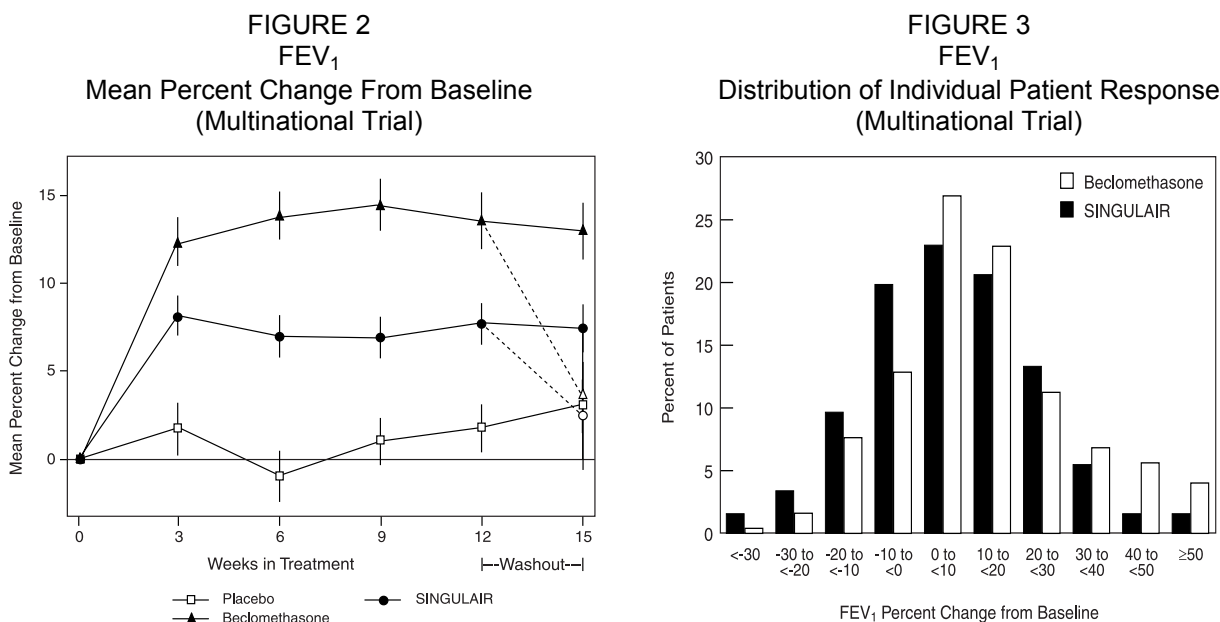 FIGURE 2
FEV₁
Mean Percent Change From Baseline
(Multinational Trial)
Mean Percent Change from Baseline
15
10
5
0
0 3 6 9 12 15
Weeks in Treatment
Washout
Placebo
SINGULAIR
Beclomethasone
FIGURE 3
FEV₁
Distribution of Individual Patient Response
(Multinational Trial)
Percent of Patients
30
25
20
15
10
5
0
Beclomethasone
SINGULAIR
<-30 -30 to -20 to -10 to 0 to 10 to 20 to 30 to 40 to ≥50
<-20 <-10 <0 <10 <20 <30 <40 <50
FEV₁ Percent Change from Baseline